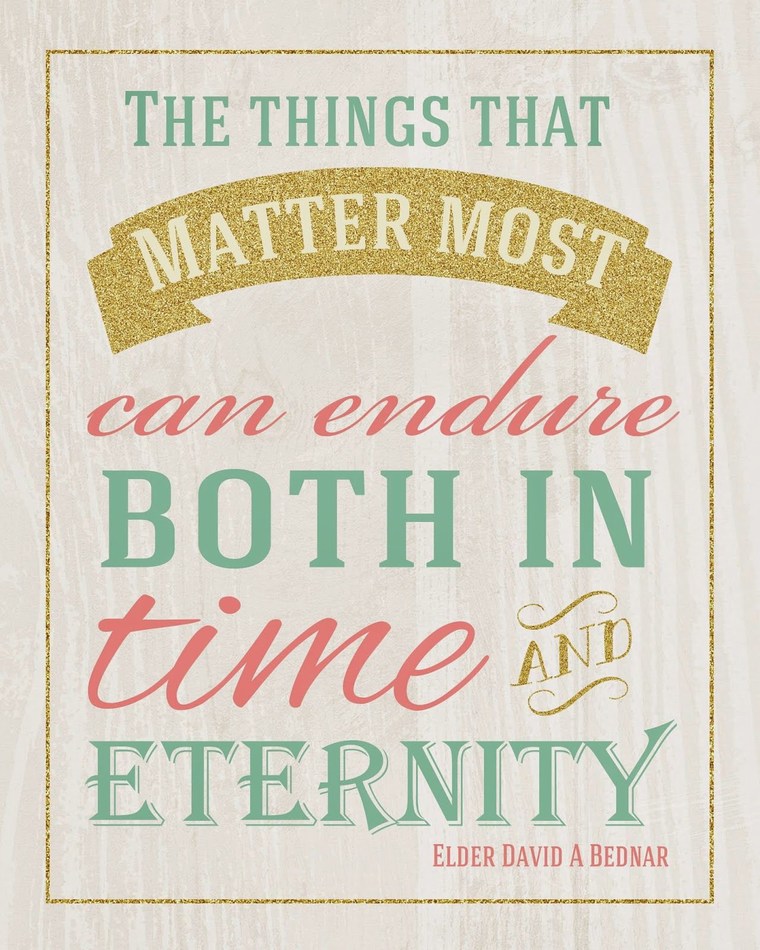 THE THINGS THAT
MATTER MOST
can endure
BOTH IN
time AND
ETERNITY
ELDER DAVID A BEDNAR